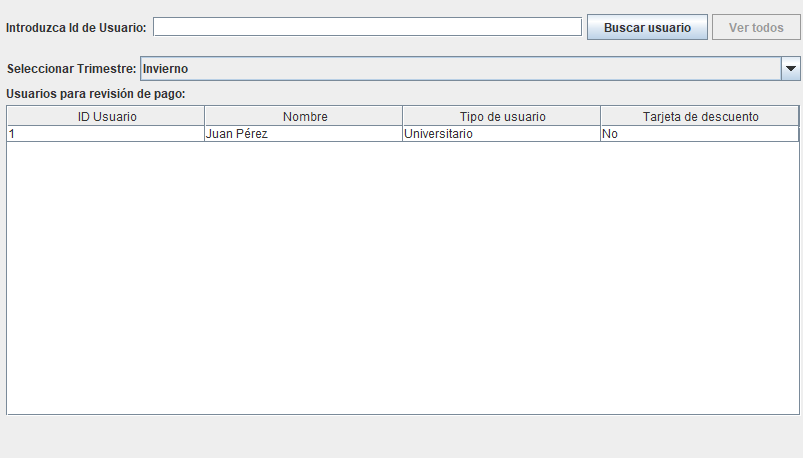 Introduzca Id de Usuario: Buscar usuario Ver todos
Seleccionar Trimestre: Invierno
Usuarios para revisión de pago:
ID Usuario Nombre Tipo de usuario Tarjeta de descuento
1 Juan Pérez Universitario No